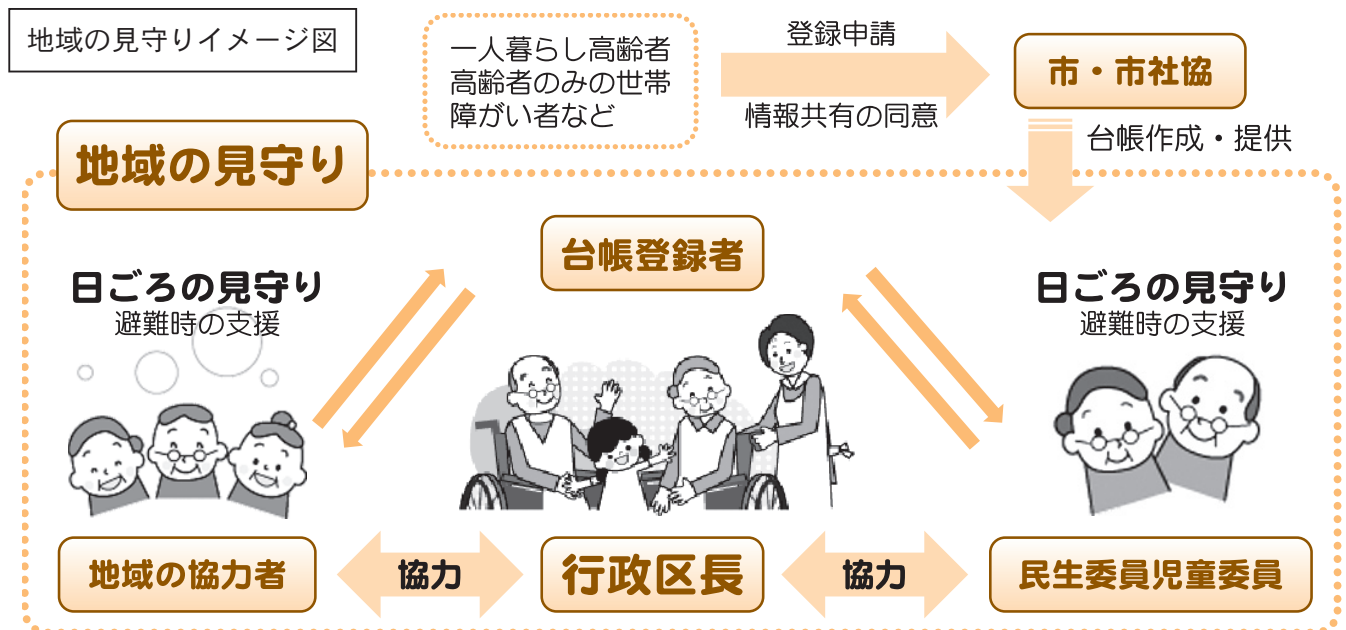 地域の見守りイメージ図
一人暮らし高齢者
高齢者のみの世帯
障がい者など
登録申請
情報共有の同意
市・市社協
台帳作成・提供
地域の見守り
台帳登録者
日ごろの見守り
避難時の支援
日ごろの見守り
避難時の支援
地域の協力者
協力
行政区長
協力
民生委員児童委員